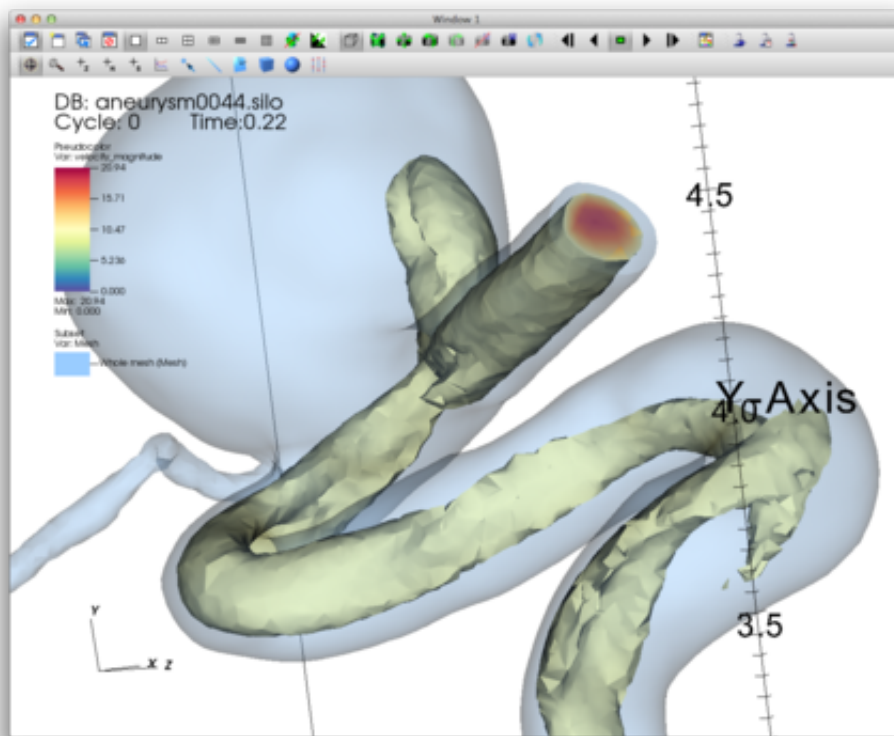 Window 1
DB: aneurysm0044.silo
Cycle: 0 Time:0.22
Pseudocolor
Var: velocity_magnitude
20.94
15.71
10.47
5.236
0.000
Max: 20.94
Min: 0.000
Subset
Var: Mesh
Whole mesh (Mesh)
4.5
Y-Axis
4.0
3.5
Y
X Z